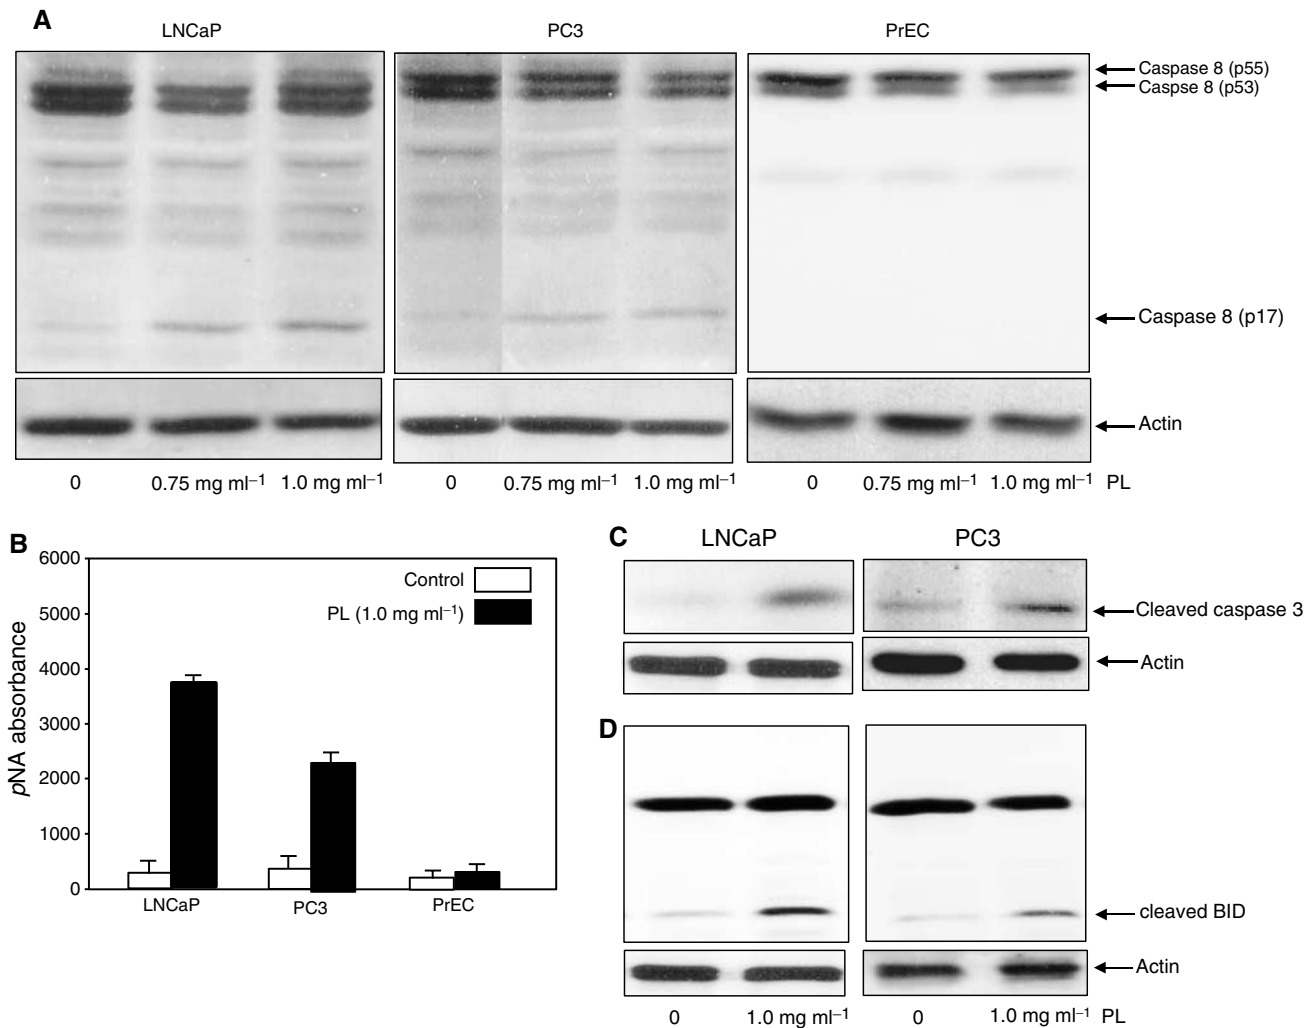 A
LNCaP PC3 PrEC
Caspase 8 (p55)
Caspse 8 (p53)
Caspase 8 (p17)
Actin
0 0.75 mg ml⁻¹ 1.0 mg ml⁻¹ 0 0.75 mg ml⁻¹ 1.0 mg ml⁻¹ 0 0.75 mg ml⁻¹ 1.0 mg ml⁻¹ PL
B
6000
5000
4000
3000
2000
1000
0
pNA absorbance
Control
PL (1.0 mg ml⁻¹)
LNCaP PC3 PrEC
C
LNCaP PC3
Cleaved caspase 3
Actin
D
cleaved BID
Actin
0 1.0 mg ml⁻¹ 0 1.0 mg ml⁻¹ PL